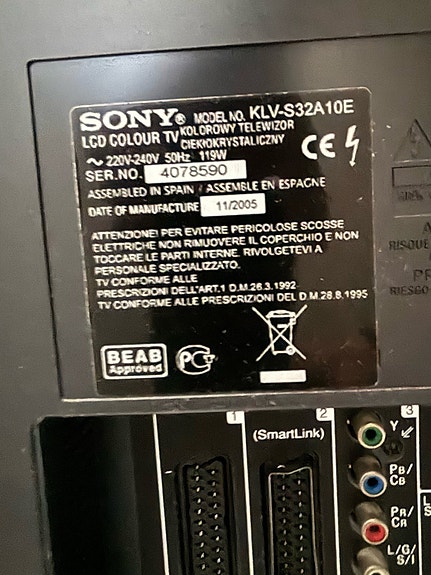 SONY® MODEL NO. KLV-S32A10E
LCD COLOUR TV KOLOROWY TELEWIZOR
CIEKŁOKRYSTALICZNY
~ 220V-240V 50Hz 119W
SER.NO. 4078590
ASSEMBLED IN SPAIN / ASSEMBLE EN ESPAGNE
DATE OF MANUFACTURE 11/2005
CE
ATTENZIONE! PER EVITARE PERICOLOSE SCOSSE
ELETTRICHE NON RIMUOVERE IL COPERCHIO E NON
TOCCARE LE PARTI INTERNE. RIVOLGETEVI A
PERSONALE SPECIALIZZATO.
TV CONFORME ALLE
PRESCRIZIONI DELL'ART.1 D.M.26.3.1992
TV CONFORME ALLE PRESCRIZIONI DEL D.M.28.8.1995
BEAB
Approved
RISQUE
RIESGO
1
2
(SmartLink)
3
Y
PB/
CB
PR/
CR
L/G/
S/I